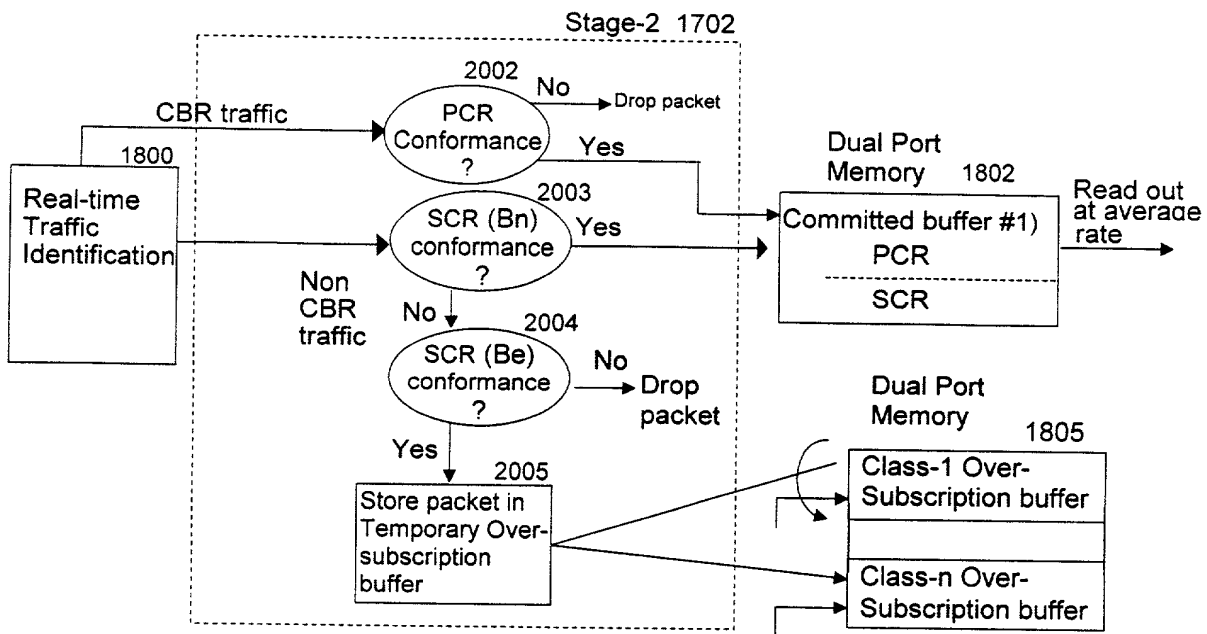 Stage-2 1702
2002
No
Drop packet
PCR
Conformance
?
CBR traffic
Yes
1800
Real-time
Traffic
Identification
2003
SCR (Bn)
conformance
?
Yes
Non
CBR
traffic
No
2004
SCR (Be)
conformance
?
No
Drop
packet
Yes
2005
Store packet in
Temporary Over-
subscription
buffer
Dual Port
Memory 1802
Committed buffer #1)
PCR
SCR
Read out
at average
rate
Dual Port
Memory
1805
Class-1 Over-
Subscription buffer
Class-n Over-
Subscription buffer